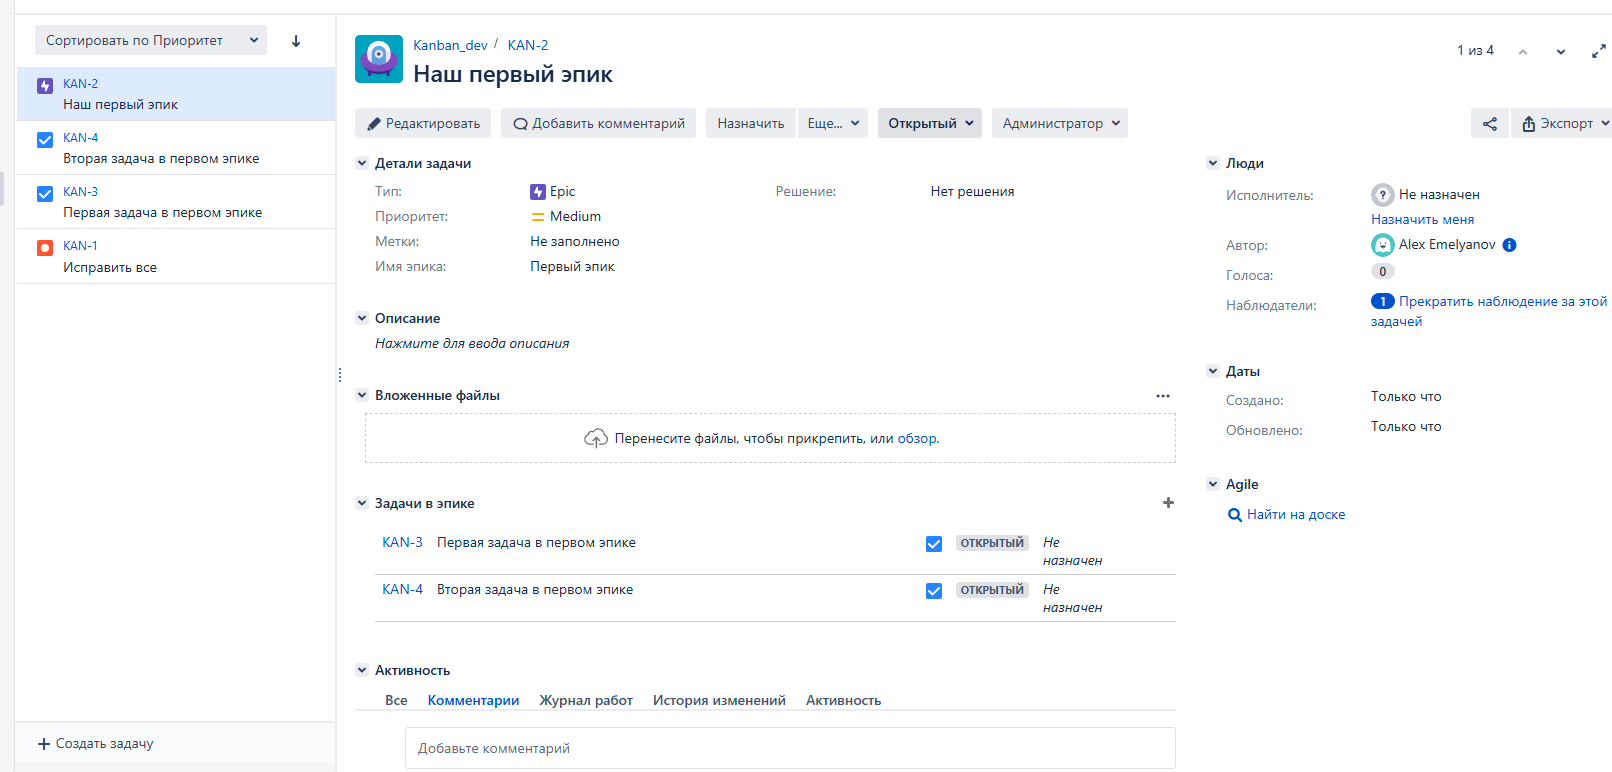 Сортировать по Приоритет
KAN-2
Наш первый эпик
KAN-4
Вторая задача в первом эпике
KAN-3
Первая задача в первом эпике
KAN-1
Исправить все
Создать задачу
Kanban_dev / KAN-2
Наш первый эпик
1 из 4
Редактировать Добавить комментарий Назначить Еще... Открытый Администратор Экспорт
Детали задачи
Тип: Epic Решение: Нет решения
Приоритет: Medium
Метки: Не заполнено
Имя эпика: Первый эпик
Описание
Нажмите для ввода описания
Вложенные файлы
Перенесите файлы, чтобы прикрепить, или обзор.
Задачи в эпике
KAN-3 Первая задача в первом эпике ОТКРЫТЫЙ Не
назначен
KAN-4 Вторая задача в первом эпике ОТКРЫТЫЙ Не
назначен
Активность
Все Комментарии Журнал работ История изменений Активность
Добавьте комментарий
Люди
Исполнитель: Не назначен
Назначить меня
Автор: Alex Emelyanov
Голоса: 0
Наблюдатели: 1 Прекратить наблюдение за этой
задачей
Даты
Создано: Только что
Обновлено: Только что
Agile
Найти на доске